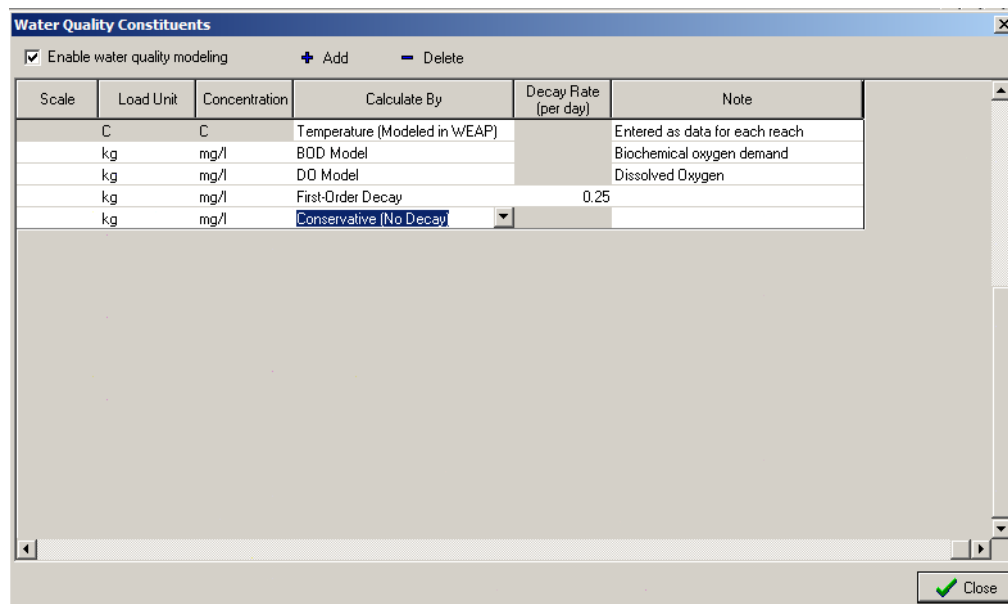 Water Quality Constituents
Enable water quality modeling + Add - Delete
Scale Load Unit Concentration Calculate By Decay Rate (per day) Note
C C Temperature (Modeled in WEAP) Entered as data for each reach
kg mg/l BOD Model Biochemical oxygen demand
kg mg/l DO Model Dissolved Oxygen
kg mg/l First-Order Decay 0.25
kg mg/l Conservative (No Decay)
Close